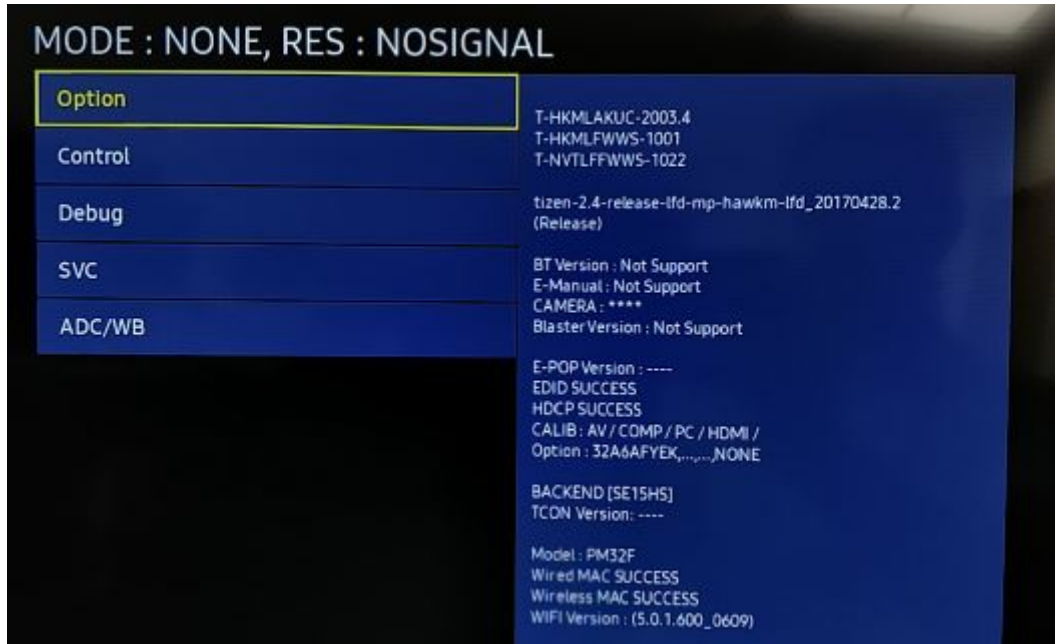 MODE : NONE, RES : NOSIGNAL
Option
Control
Debug
SVC
ADC/WB
T-HKMLAKUC-2003.4
T-HKMLFWWS-1001
T-NVTLFFWWS-1022
tizen-2.4-release-lfd-mp-hawkm-lfd_20170428.2
(Release)
BT Version : Not Support
E-Manual : Not Support
CAMERA : ****
Blaster Version : Not Support
E-POP Version : ----
EDID SUCCESS
HDCP SUCCESS
CALIB : AV / COMP / PC / HDMI /
Option : 32A6AFYEK,...,...,NONE
BACKEND [SE15HS]
TCON Version: ----
Model : PM32F
Wired MAC SUCCESS
Wireless MAC SUCCESS
WIFI Version : (5.0.1.600_0609)